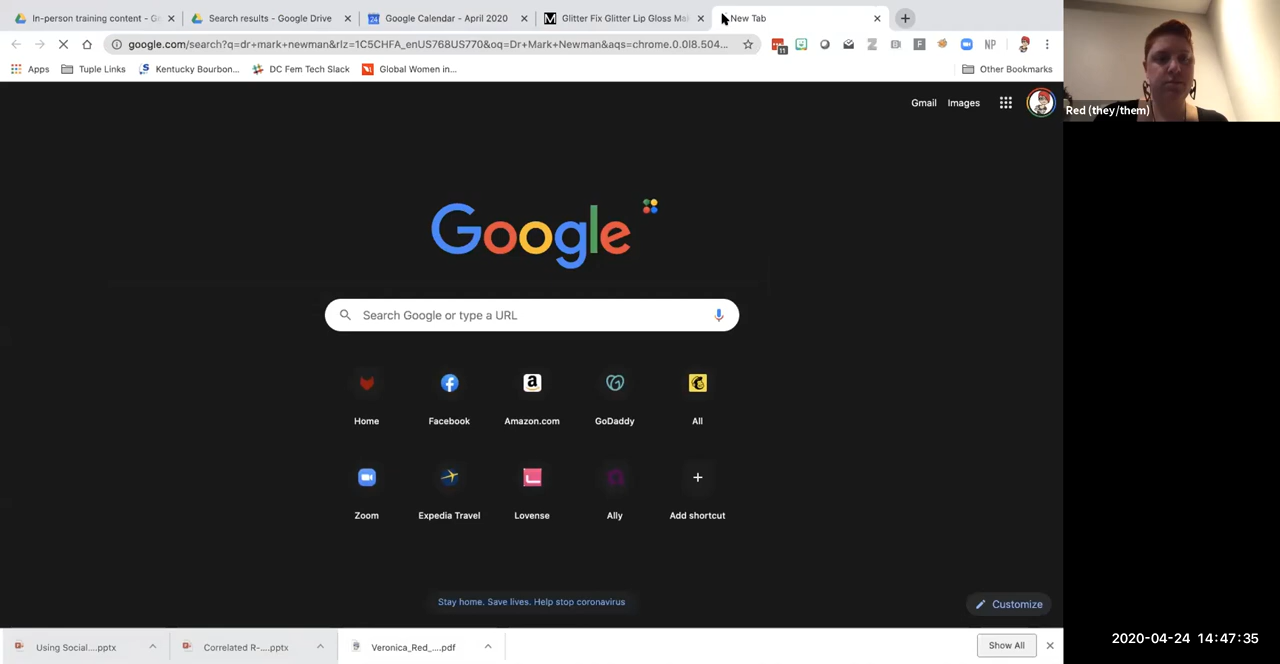 In-person training content - G
Search results - Google Drive
Google Calendar - April 2020
Glitter Fix Glitter Lip Gloss Ma
New Tab
google.com/search?q=dr+mark+newman&rlz=1C5CHFA_enUS768US770&oq=Dr+Mark+Newman&aqs=chrome.0.0l8.504...
11
F
NP
Apps
Tuple Links
Kentucky Bourbon...
DC Fem Tech Slack
Global Women in...
Other Bookmarks
Gmail
Images
Red (they/them)
Google
Search Google or type a URL
Home
Facebook
Amazon.com
GoDaddy
All
Zoom
Expedia Travel
Lovense
Ally
Add shortcut
Stay home. Save lives. Help stop coronavirus
Customize
Using Social....pptx
Correlated R-....pptx
Veronica_Red_....pdf
Show All
2020-04-24 14:47:35